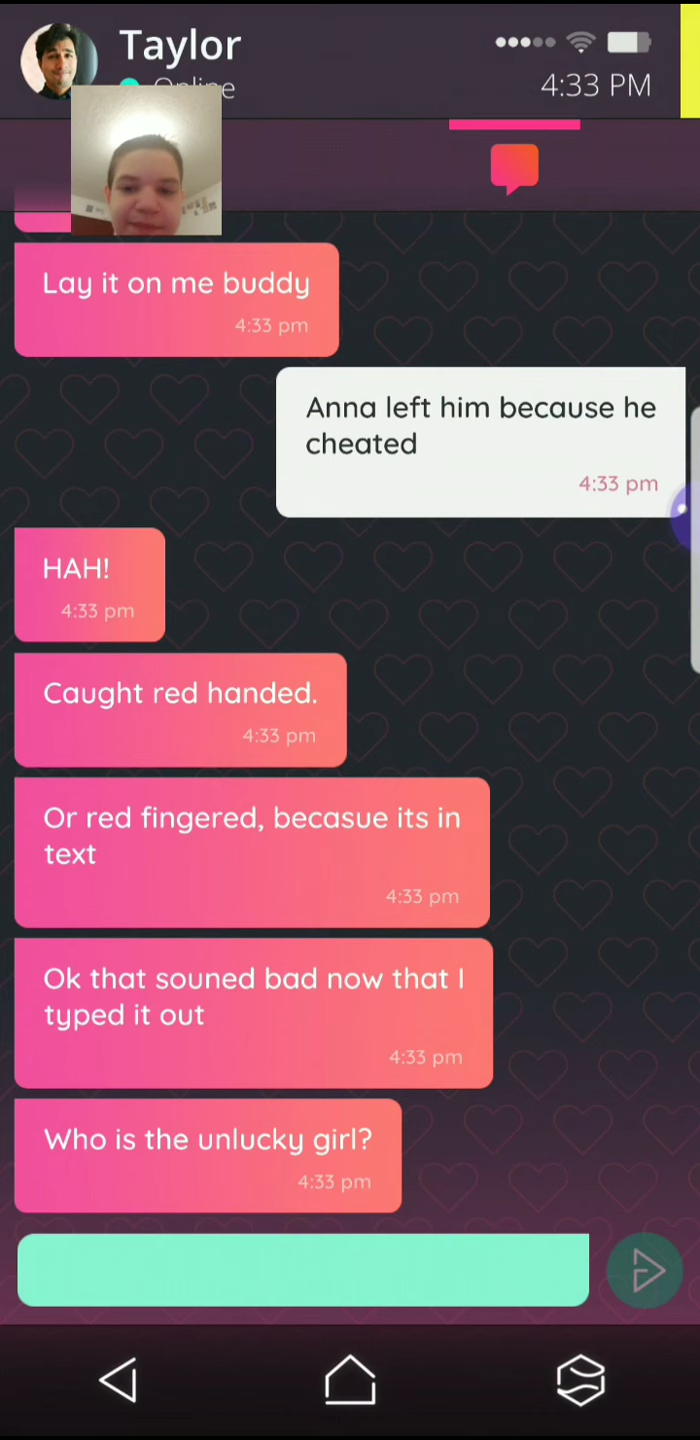 Taylor
Online
4:33 PM
Lay it on me buddy
4:33 pm
Anna left him because he
cheated
4:33 pm
HAH!
4:33 pm
Caught red handed.
4:33 pm
Or red fingered, becasue its in
text
4:33 pm
Ok that souned bad now that I
typed it out
4:33 pm
Who is the unlucky girl?
4:33 pm